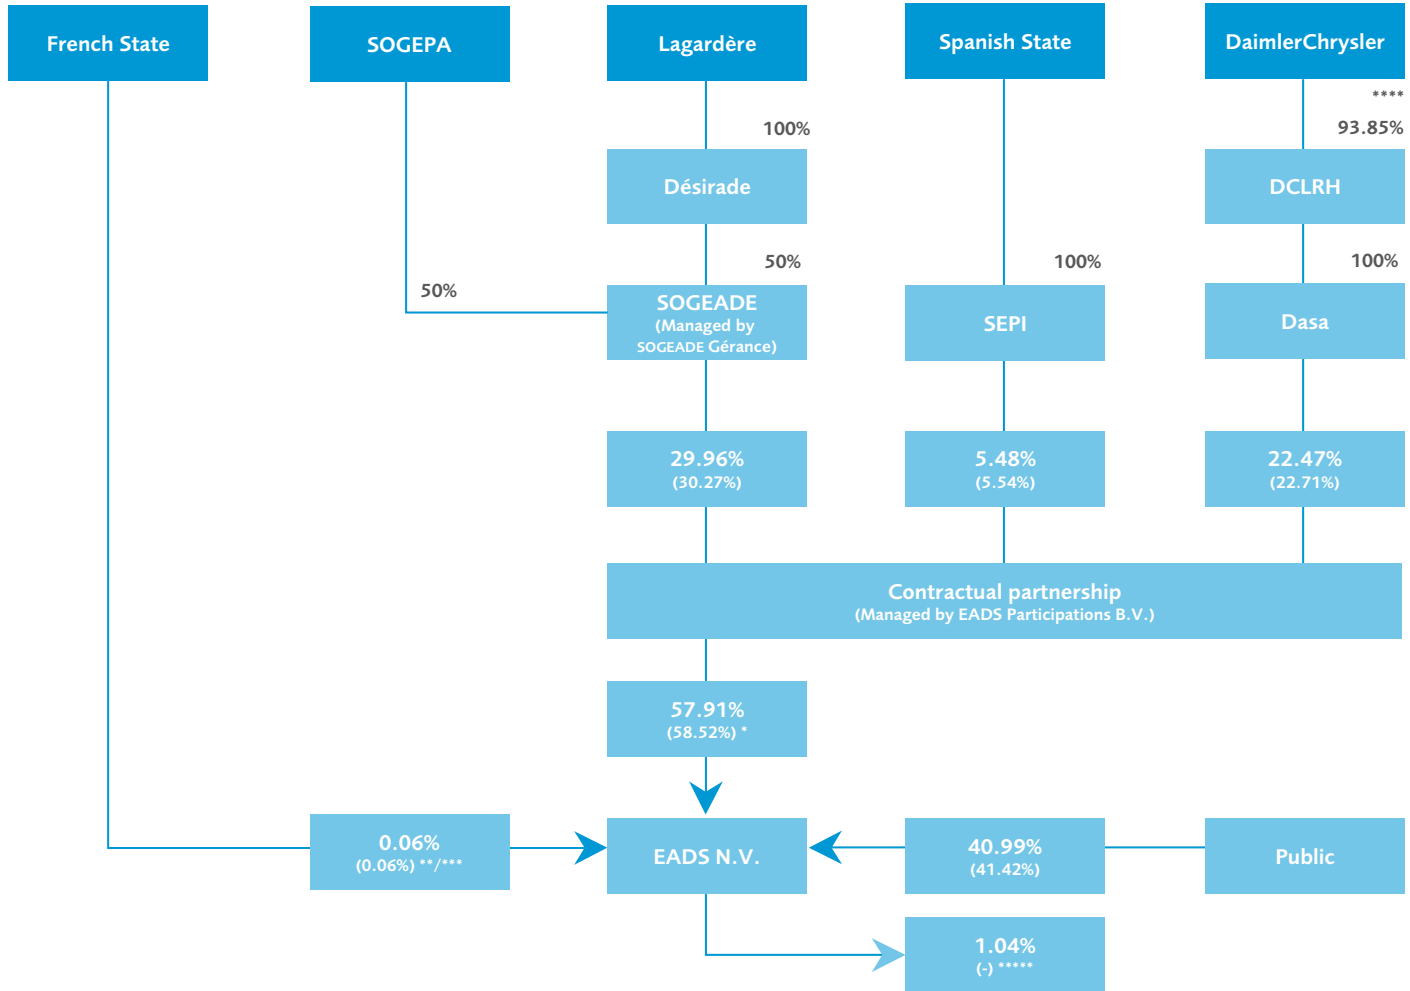 French State
SOGEPA
Lagardère
Spanish State
DaimlerChrysler
****
100%
93.85%
Désirade
DCLRH
50%
100%
100%
50%
SOGEADE
(Managed by
SOGEADE Gérance)
SEPI
Dasa
29.96%
(30.27%)
5.48%
(5.54%)
22.47%
(22.71%)
Contractual partnership
(Managed by EADS Participations B.V.)
57.91%
(58.52%) *
0.06%
(0.06%) **/***
EADS N.V.
40.99%
(41.42%)
Public
1.04%
(-) *****